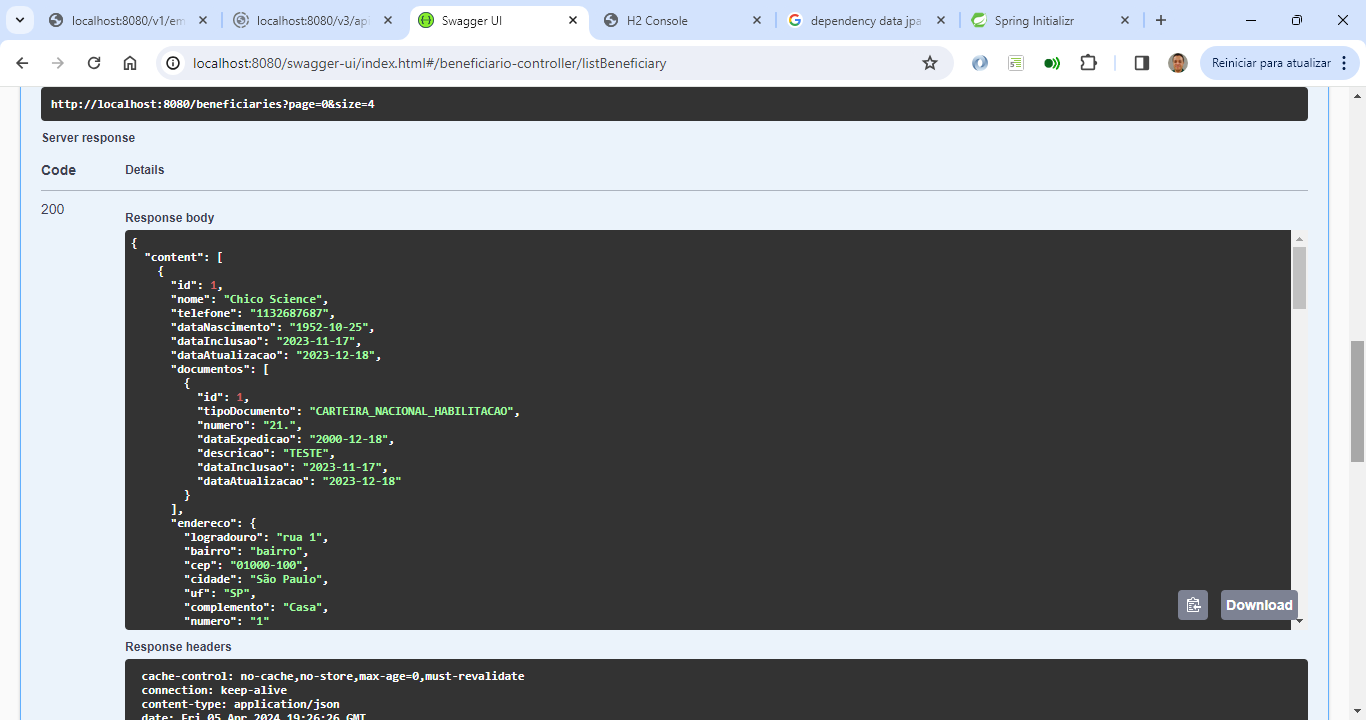 localhost:8080/v1/em
localhost:8080/v3/api
Swagger UI
H2 Console
dependency data jpa
Spring Initializr
localhost:8080/swagger-ui/index.html#/beneficiario-controller/listBeneficiary
Reiniciar para atualizar
http://localhost:8080/beneficiaries?page=0&size=4
Server response
Code Details
200
Response body
{
"content": [
{
"id": 1,
"nome": "Chico Science",
"telefone": "1132687687",
"dataNascimento": "1952-10-25",
"dataInclusao": "2023-11-17",
"dataAtualizacao": "2023-12-18",
"documentos": [
{
"id": 1,
"tipoDocumento": "CARTEIRA_NACIONAL_HABILITACAO",
"numero": "21.",
"dataExpedicao": "2000-12-18",
"descricao": "TESTE",
"dataInclusao": "2023-11-17",
"dataAtualizacao": "2023-12-18"
}
],
"endereco": {
"logradouro": "rua 1",
"bairro": "bairro",
"cep": "01000-100",
"cidade": "São Paulo",
"uf": "SP",
"complemento": "Casa",
"numero": "1"
Download
Response headers
cache-control: no-cache,no-store,max-age=0,must-revalidate
connection: keep-alive
content-type: application/json
date: Fri,05 Apr 2024 19:26:26 GMT